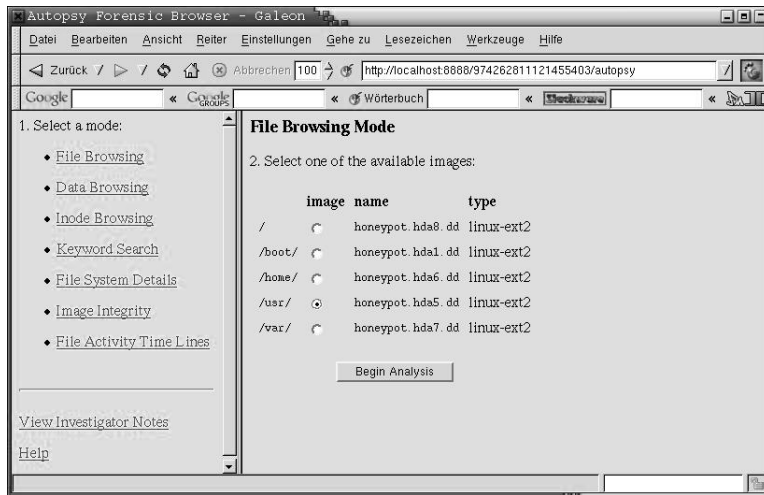 Autopsy Forensic Browser - Galeon
Datei Bearbeiten Ansicht Reiter Einstellungen Gehe zu Lesezeichen Werkzeuge Hilfe
Zurück Abbrechen 100 http://localhost:8888/974262811121455403/autopsy
Google « Google GROUPS « Wörterbuch « «
1. Select a mode:
File Browsing
Data Browsing
Inode Browsing
Keyword Search
File System Details
Image Integrity
File Activity Time Lines
View Investigator Notes
Help
File Browsing Mode
2. Select one of the available images:
image name type
/ honeypot.hda8.dd linux-ext2
/boot/ honeypot.hda1.dd linux-ext2
/home/ honeypot.hda6.dd linux-ext2
/usr/ honeypot.hda5.dd linux-ext2
/var/ honeypot.hda7.dd linux-ext2
Begin Analysis